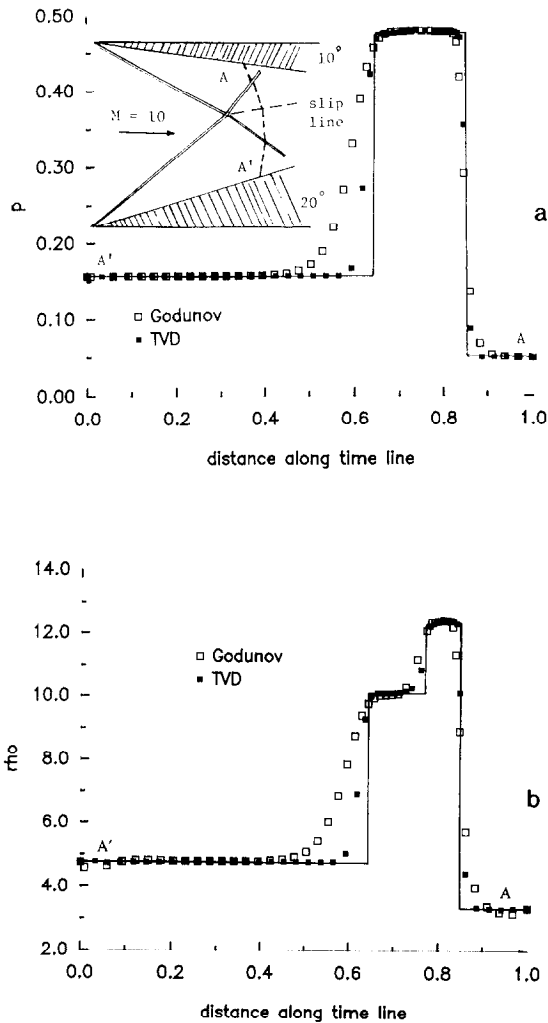 0.50
0.40
0.30
0.20
0.10
0.00
p
A
10°
M = 10
slip
line
A'
20°
A'
a
□ Godunov
■ TVD
A
0.0 0.2 0.4 0.6 0.8 1.0
distance along time line
14.0
12.0
10.0
8.0
6.0
4.0
2.0
rho
□ Godunov
■ TVD
b
A'
A
0.0 0.2 0.4 0.6 0.8 1.0
distance along time line